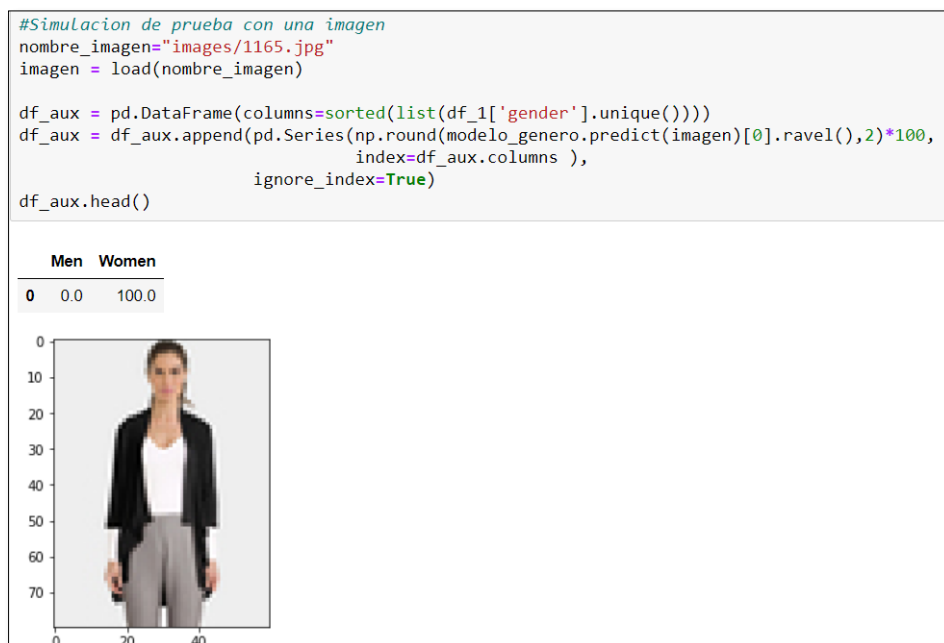 #Simulacion de prueba con una imagen
nombre_imagen="images/1165.jpg"
imagen = load(nombre_imagen)
df_aux = pd.DataFrame(columns=sorted(list(df_1['gender'].unique())))
df_aux = df_aux.append(pd.Series(np.round(modelo_genero.predict(imagen)[0].ravel(),2)*100,
index=df_aux.columns ),
ignore_index=True)
df_aux.head()
Men Women
0 0.0 100.0
0
10
20
30
40
50
60
70
0 20 40